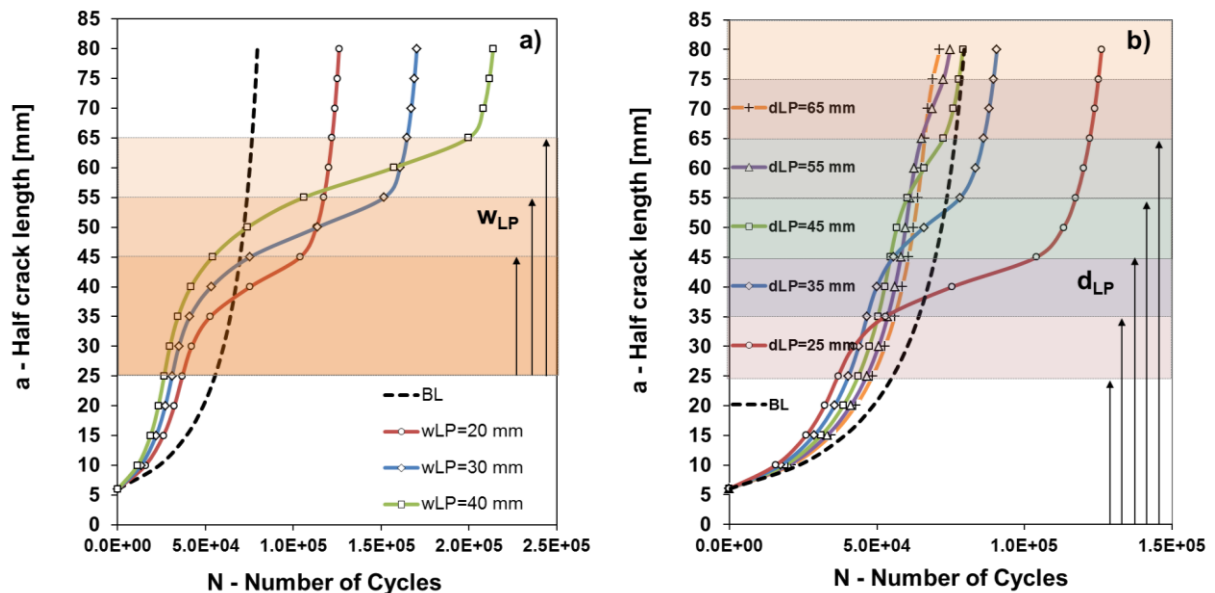 a)
85
80
75
70
65
60
55
50
45
40
35
30
25
20
15
10
5
0
a - Half crack length [mm]
wLP
BL
wLP=20 mm
wLP=30 mm
wLP=40 mm
0.0E+00 5.0E+04 1.0E+05 1.5E+05 2.0E+05 2.5E+05
N - Number of Cycles
b)
85
80
75
70
65
60
55
50
45
40
35
30
25
20
15
10
5
0
a - Half crack length [mm]
dLP=65 mm
dLP=55 mm
dLP=45 mm
dLP=35 mm
dLP=25 mm
BL
dLP
0.0E+00 5.0E+04 1.0E+05 1.5E+05
N - Number of Cycles